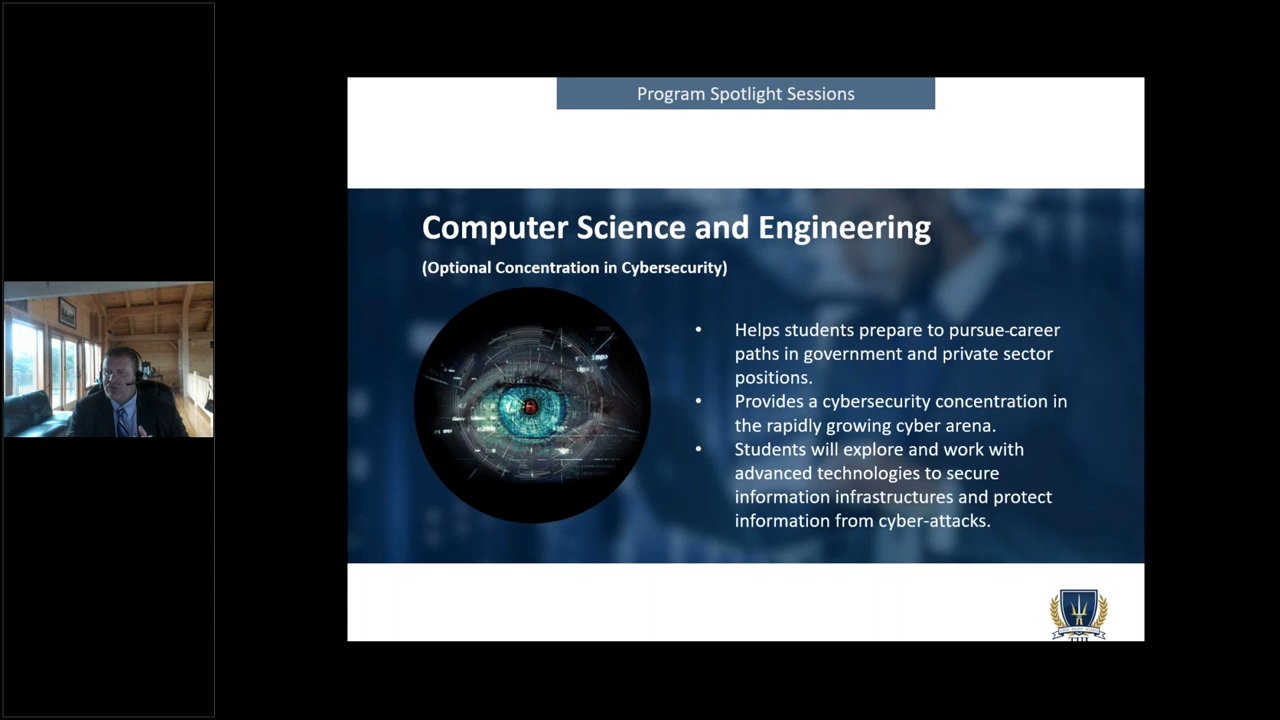 Program Spotlight Sessions
Computer Science and Engineering
(Optional Concentration in Cybersecurity)
• Helps students prepare to pursue-career
paths in government and private sector
positions.
• Provides a cybersecurity concentration in
the rapidly growing cyber arena.
• Students will explore and work with
advanced technologies to secure
information infrastructures and protect
information from cyber-attacks.